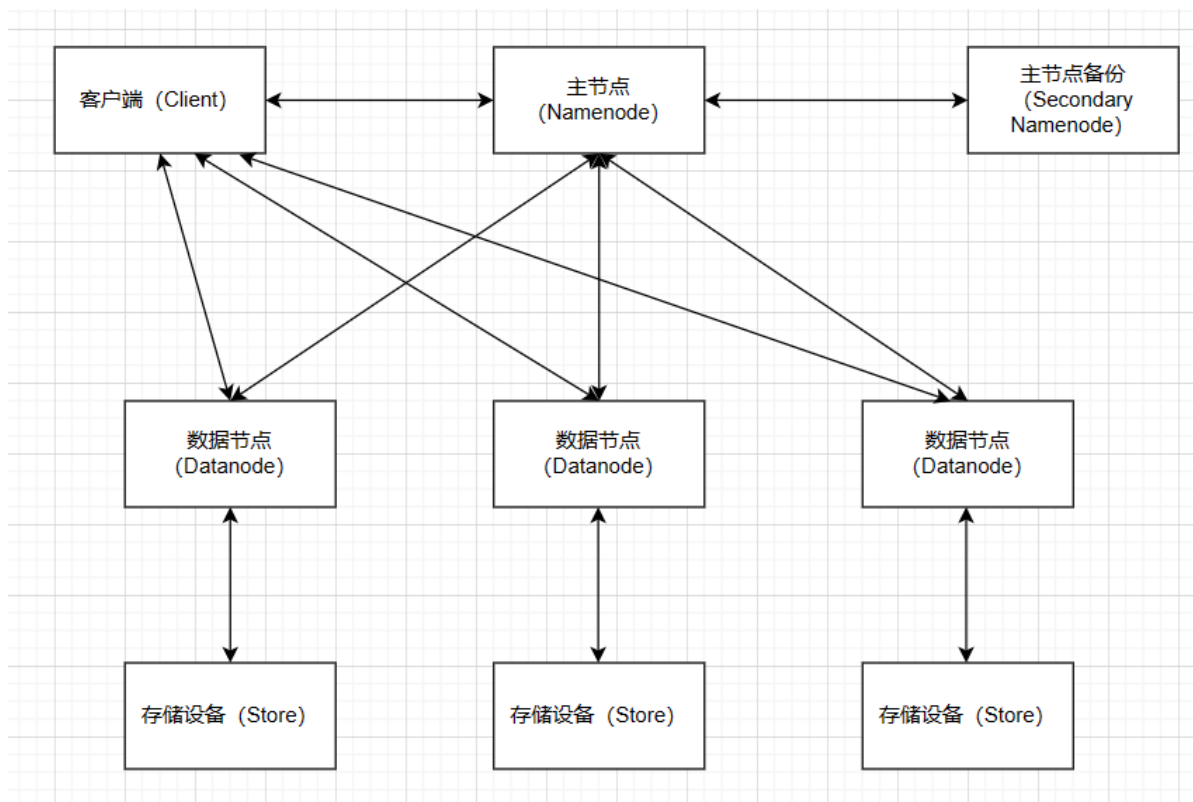 客户端（Client）
主节点
（Namenode）
主节点备份
（Secondary
Namenode）
数据节点
（Datanode）
数据节点
（Datanode）
数据节点
（Datanode）
存储设备（Store）
存储设备（Store）
存储设备（Store）